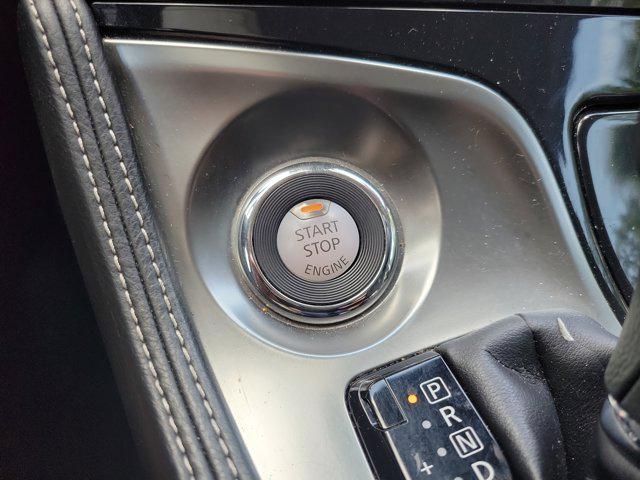 START
STOP
ENGINE
P
R
N
+ D